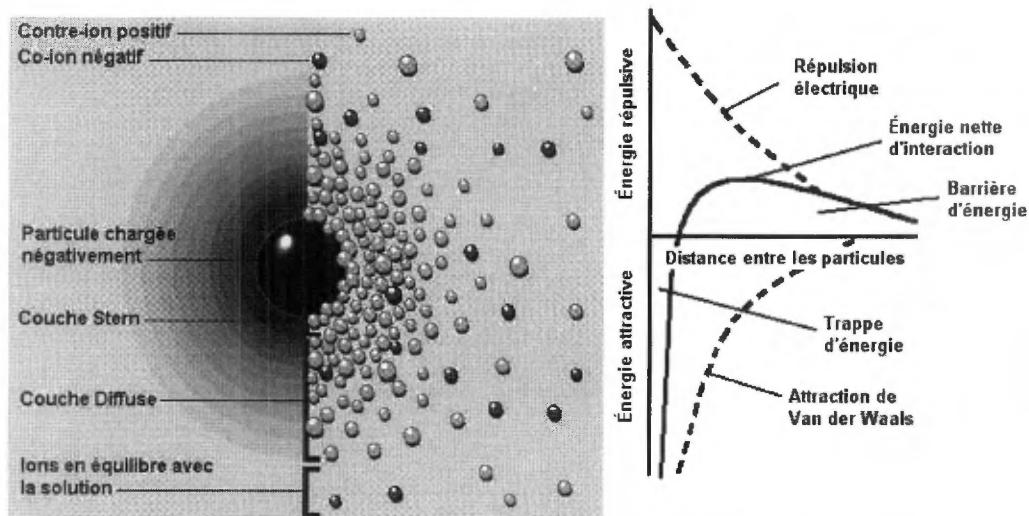 Contre-ion positif
Co-ion négatif
Particule chargée
négativement
Couche Stern
Couche Diffuse
Ions en équilibre avec
la solution
Énergie répulsive
Énergie attractive
Répulsion
électrique
Énergie nette
d'interaction
Barrière
d'énergie
Distance entre les particules
Trappe
d'énergie
Attraction de
Van der Waals